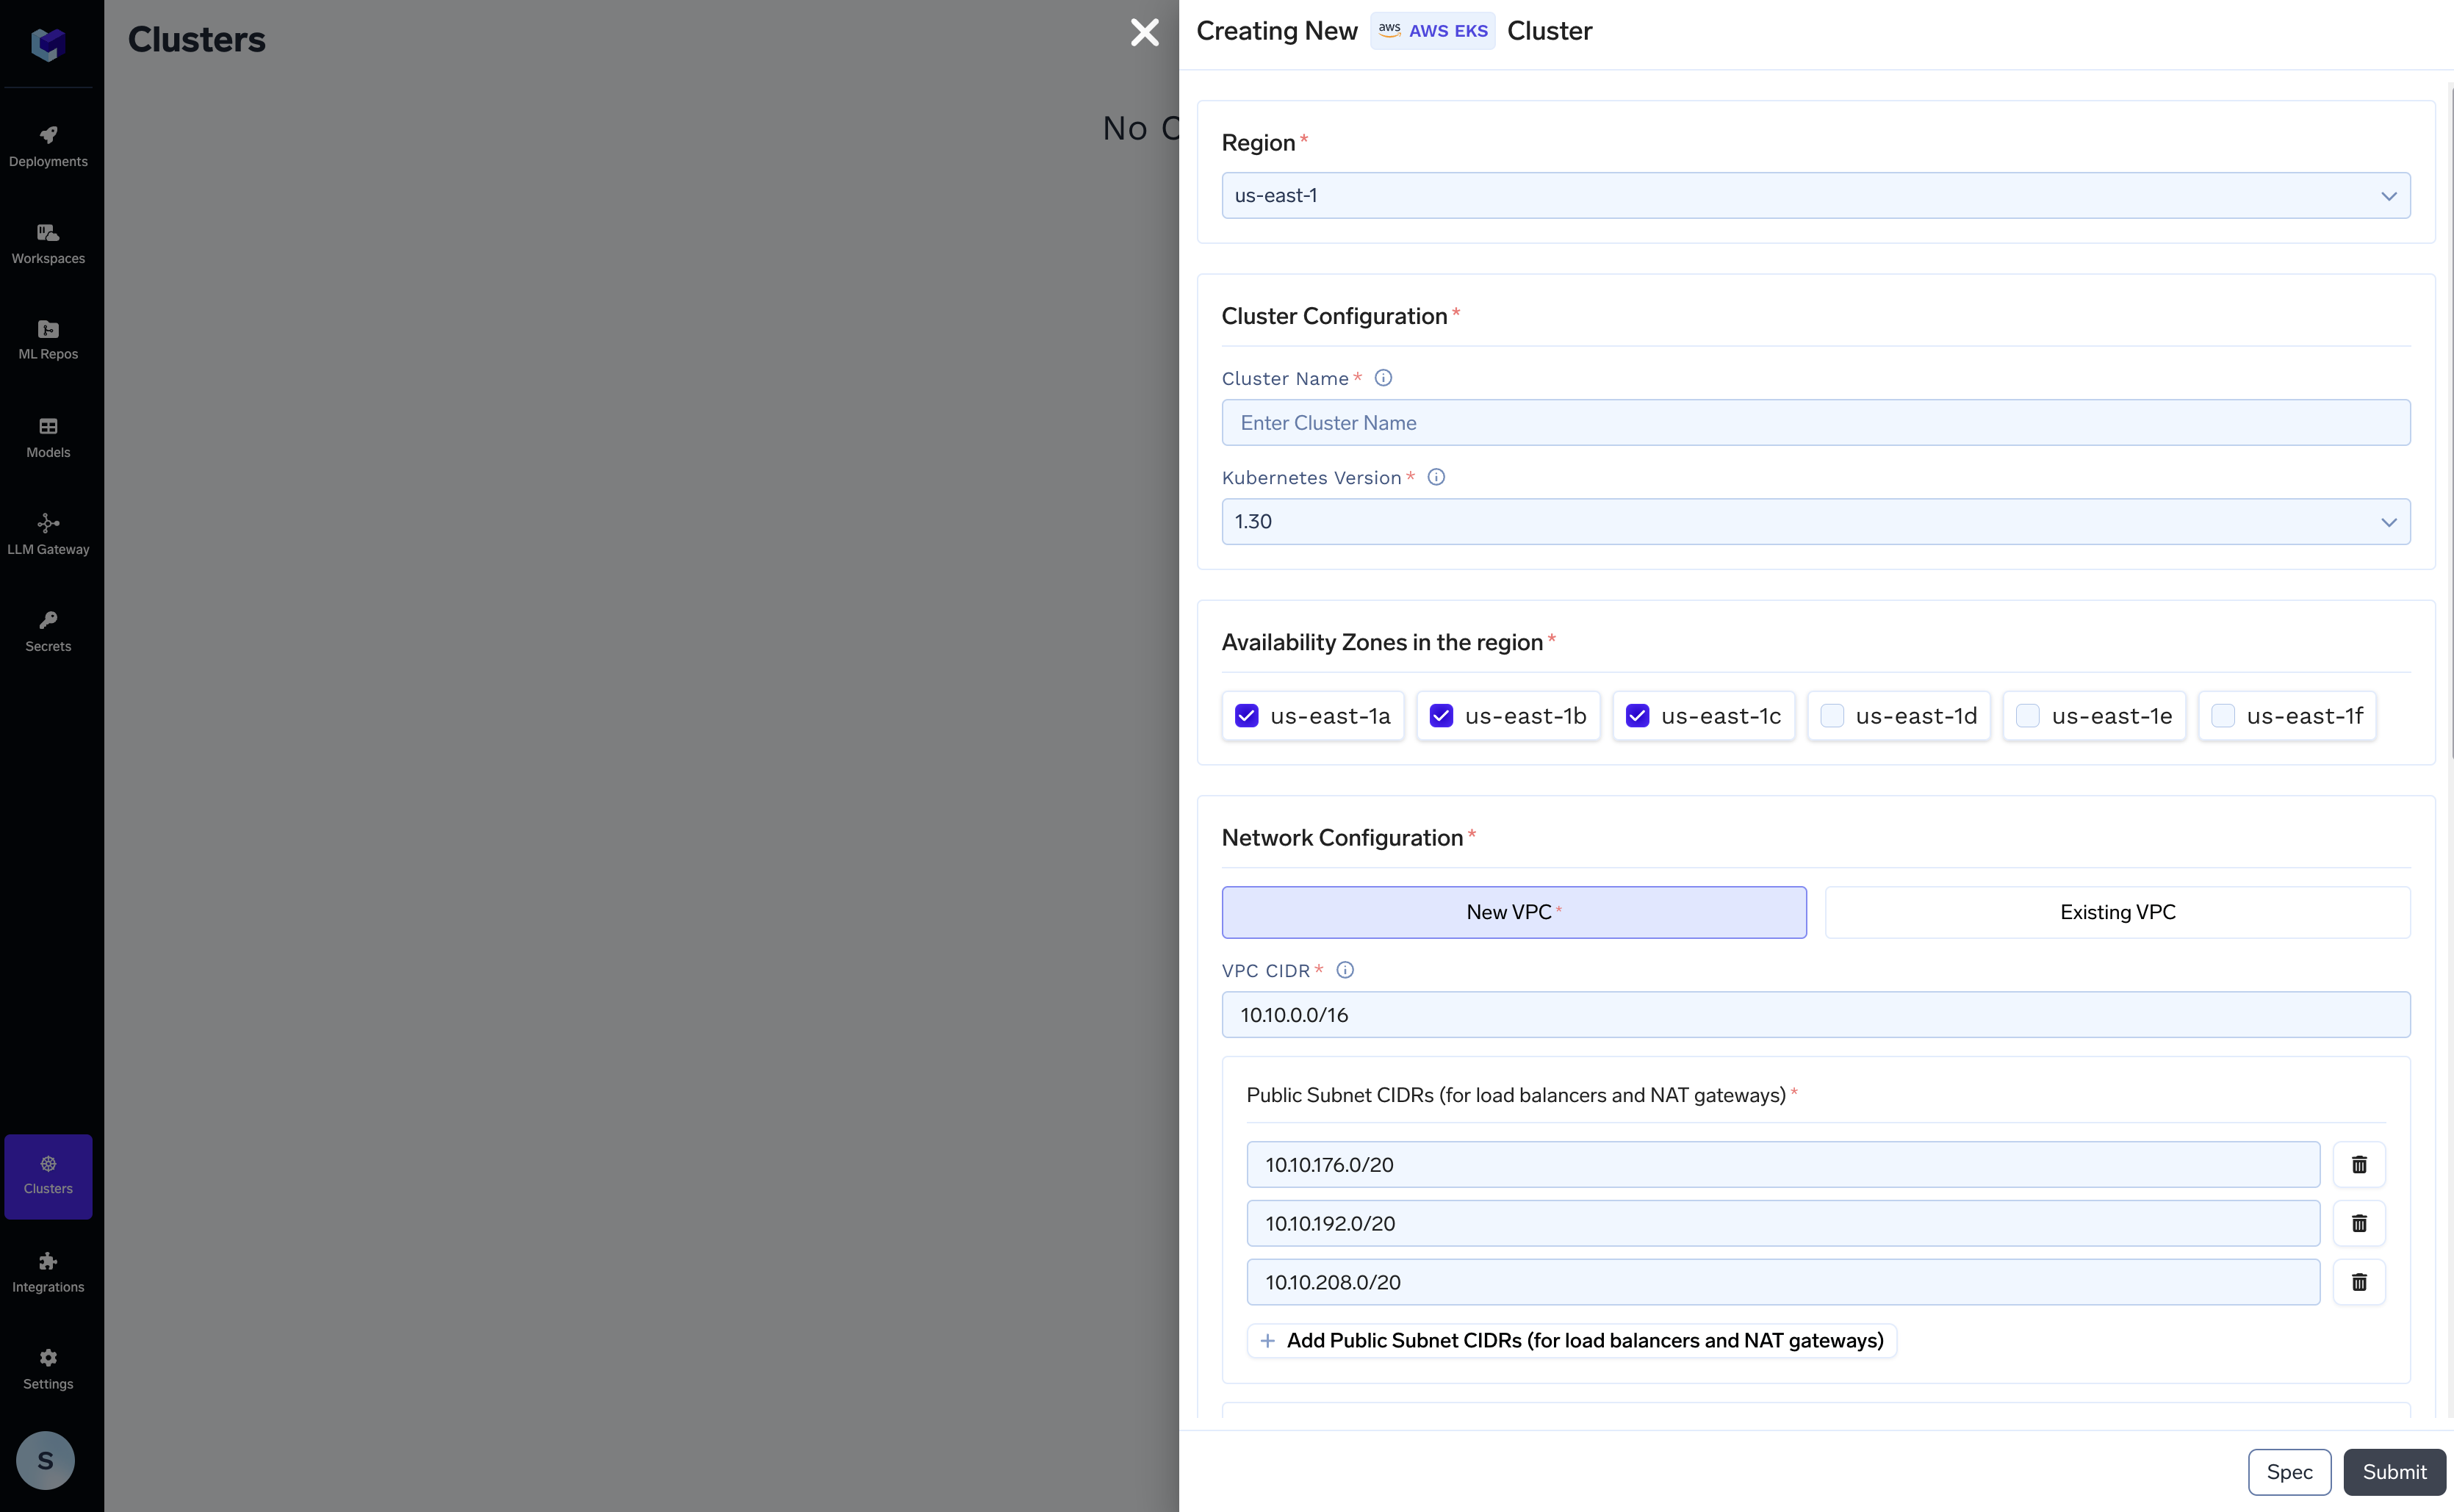 Clusters
No C
Deployments
Workspaces
ML Repos
Models
LLM Gateway
Secrets
Clusters
Integrations
Settings
S
Creating New aws AWS EKS Cluster
Region *
us-east-1
Cluster Configuration *
Cluster Name *
Enter Cluster Name
Kubernetes Version *
1.30
Availability Zones in the region *
us-east-1a us-east-1b us-east-1c us-east-1d us-east-1e us-east-1f
Network Configuration *
New VPC * Existing VPC
VPC CIDR *
10.10.0.0/16
Public Subnet CIDRs (for load balancers and NAT gateways) *
10.10.176.0/20
10.10.192.0/20
10.10.208.0/20
+ Add Public Subnet CIDRs (for load balancers and NAT gateways)
Spec Submit